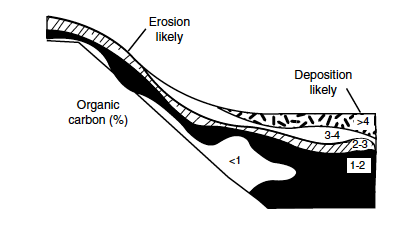 Erosion
likely
Deposition
likely
Organic
carbon (%)
>4
3-4
2-3
<1
1-2